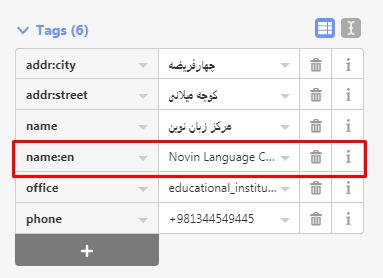 Tags (6)
addr:city چهارفریضه
addr:street کوچه میلانی
name مرکز زبان نوین
name:en Novin Language C...
office educational_institu...
phone +981344549445